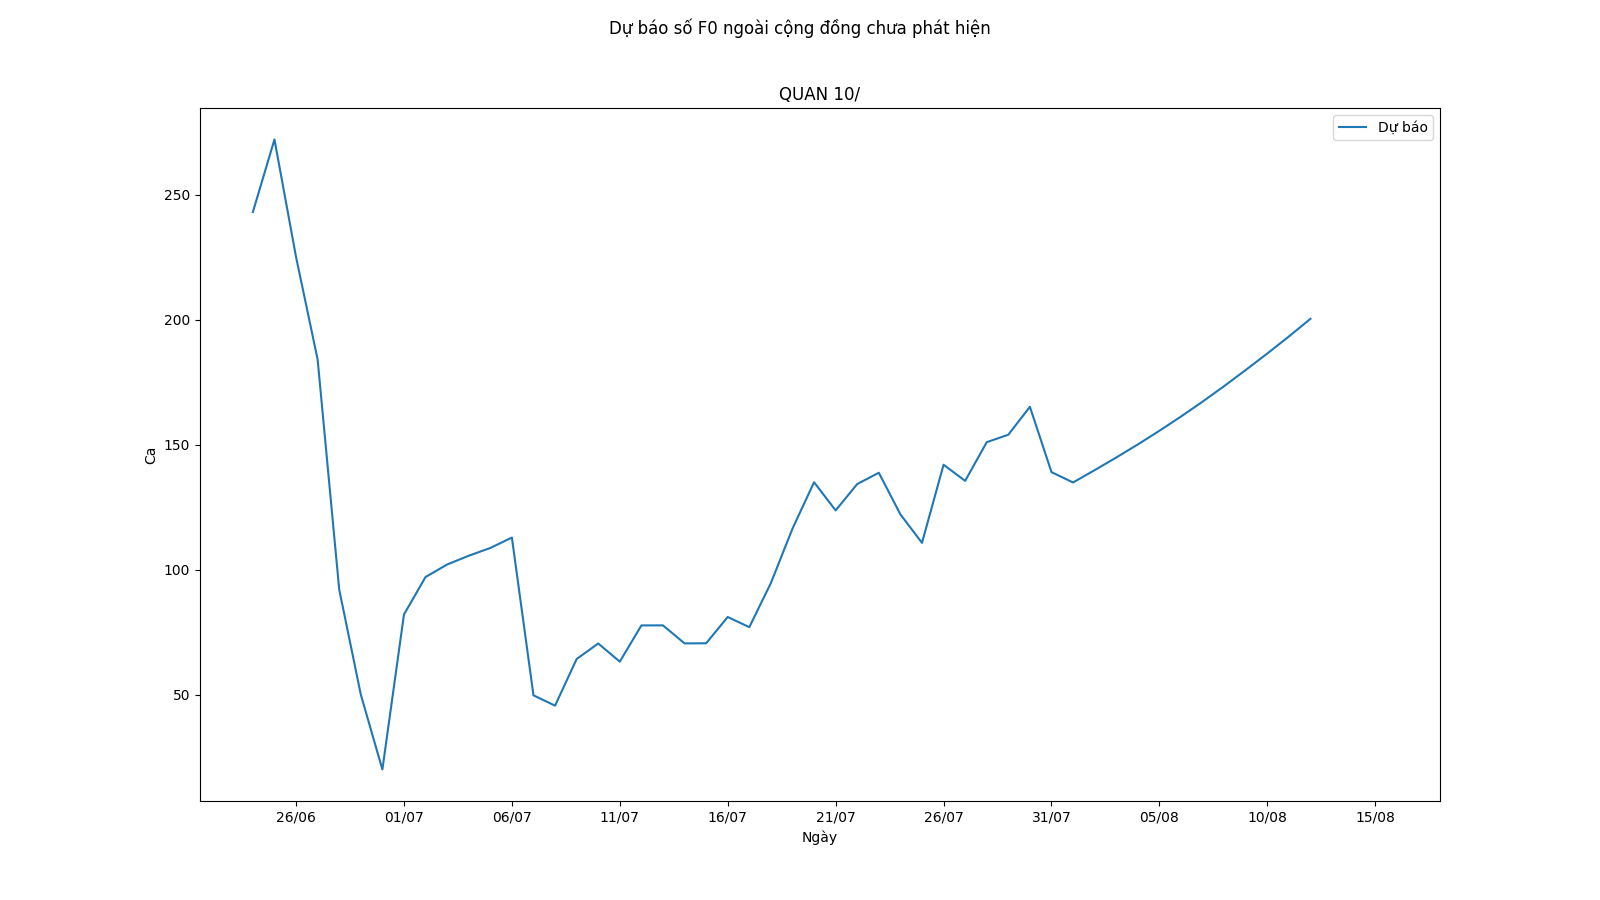 Dự báo số F0 ngoài cộng đồng chưa phát hiện
QUAN 10/
Dự báo
250
200
150
100
50
Ca
26/06 01/07 06/07 11/07 16/07 21/07 26/07 31/07 05/08 10/08 15/08
Ngày